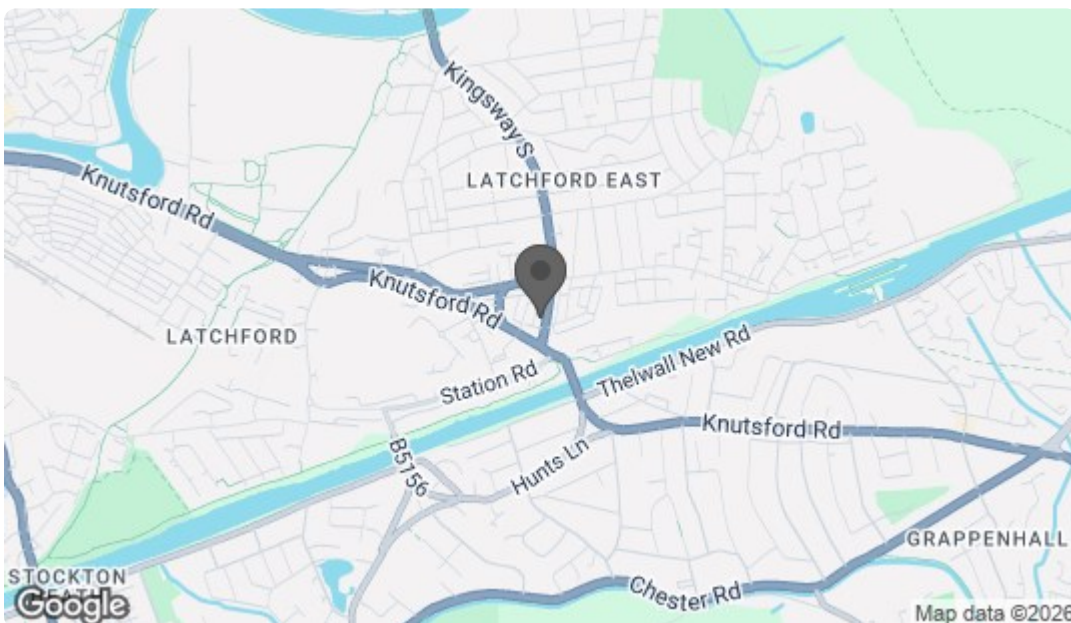 Kingsway S
LATCHFORD EAST
Knutsford Rd
Knutsford Rd
LATCHFORD
Station Rd
Thelwall New Rd
Knutsford Rd
B5156
Hunts Ln
GRAPPENHALL
STOCKTON
HEATH
Chester Rd
Google
Map data ©2026